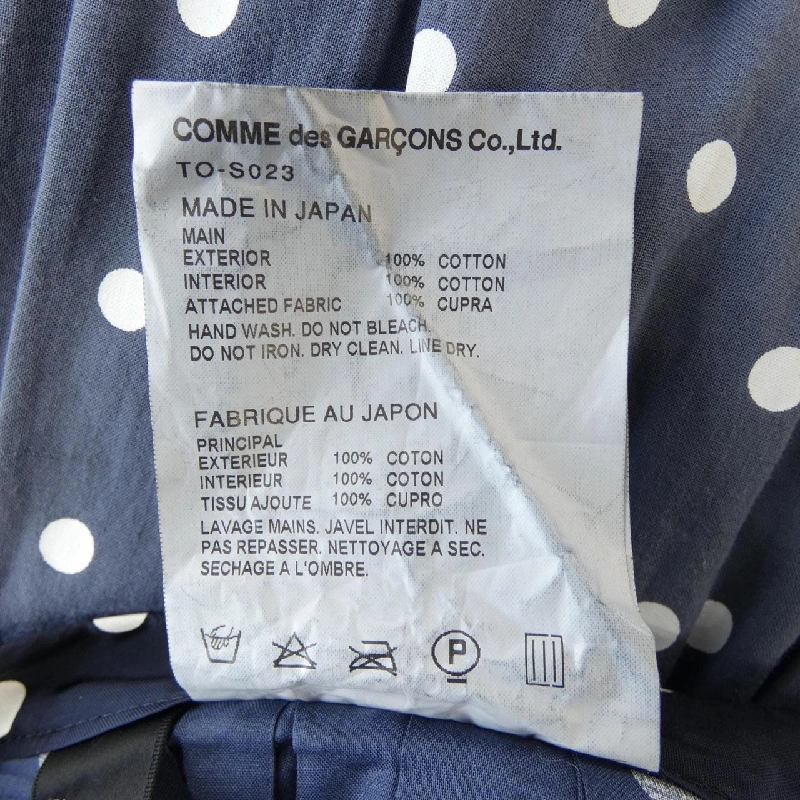 COMME des GARÇONS Co.,Ltd.
TO-S023
MADE IN JAPAN
MAIN
EXTERIOR 100% COTTON
INTERIOR 100% COTTON
ATTACHED FABRIC 100% CUPRA
HAND WASH. DO NOT BLEACH.
DO NOT IRON. DRY CLEAN. LINE DRY.
FABRIQUE AU JAPON
PRINCIPAL
EXTERIEUR 100% COTON
INTERIEUR 100% COTON
TISSU AJOUTE 100% CUPRO
LAVAGE MAINS. JAVEL INTERDIT. NE
PAS REPASSER. NETTOYAGE A SEC.
SECHAGE A L'OMBRE.
P